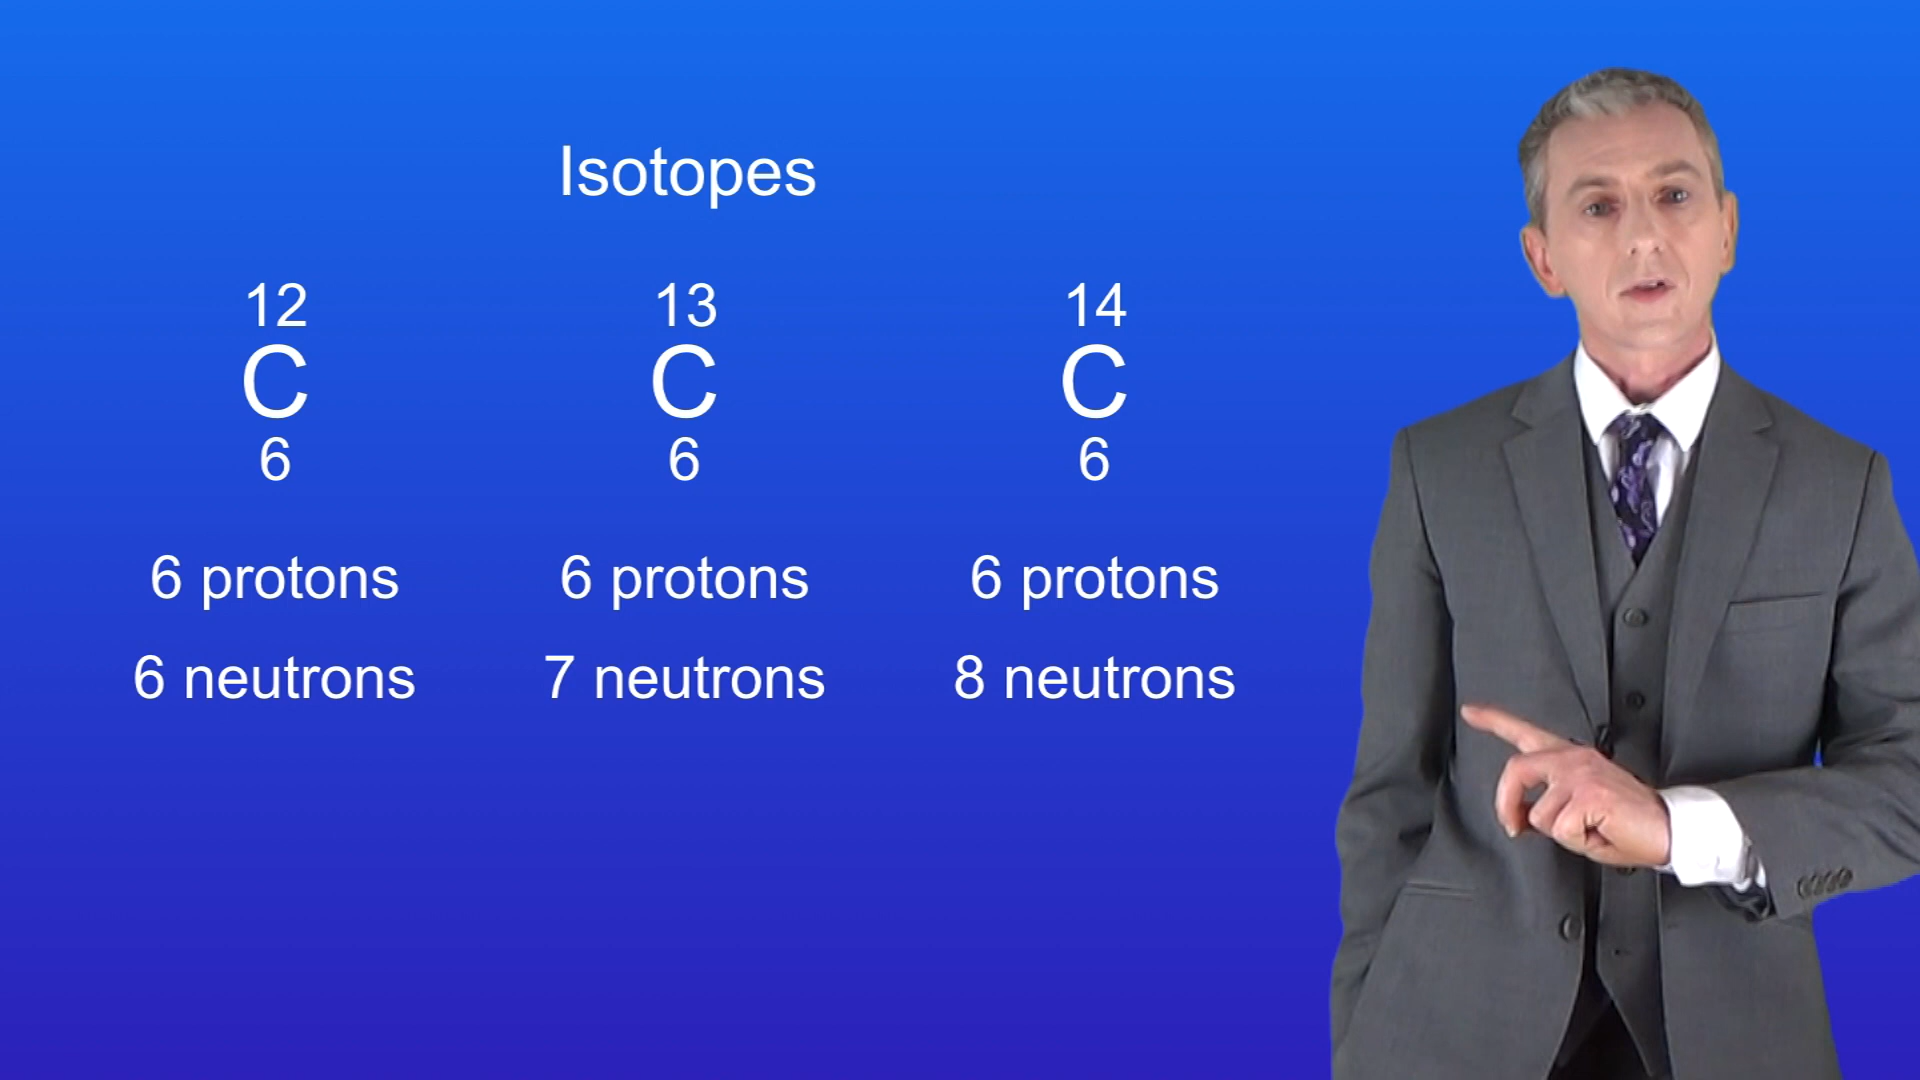 Isotopes
12 13 14
C C C
6 6 6
6 protons 6 protons 6 protons
6 neutrons 7 neutrons 8 neutrons